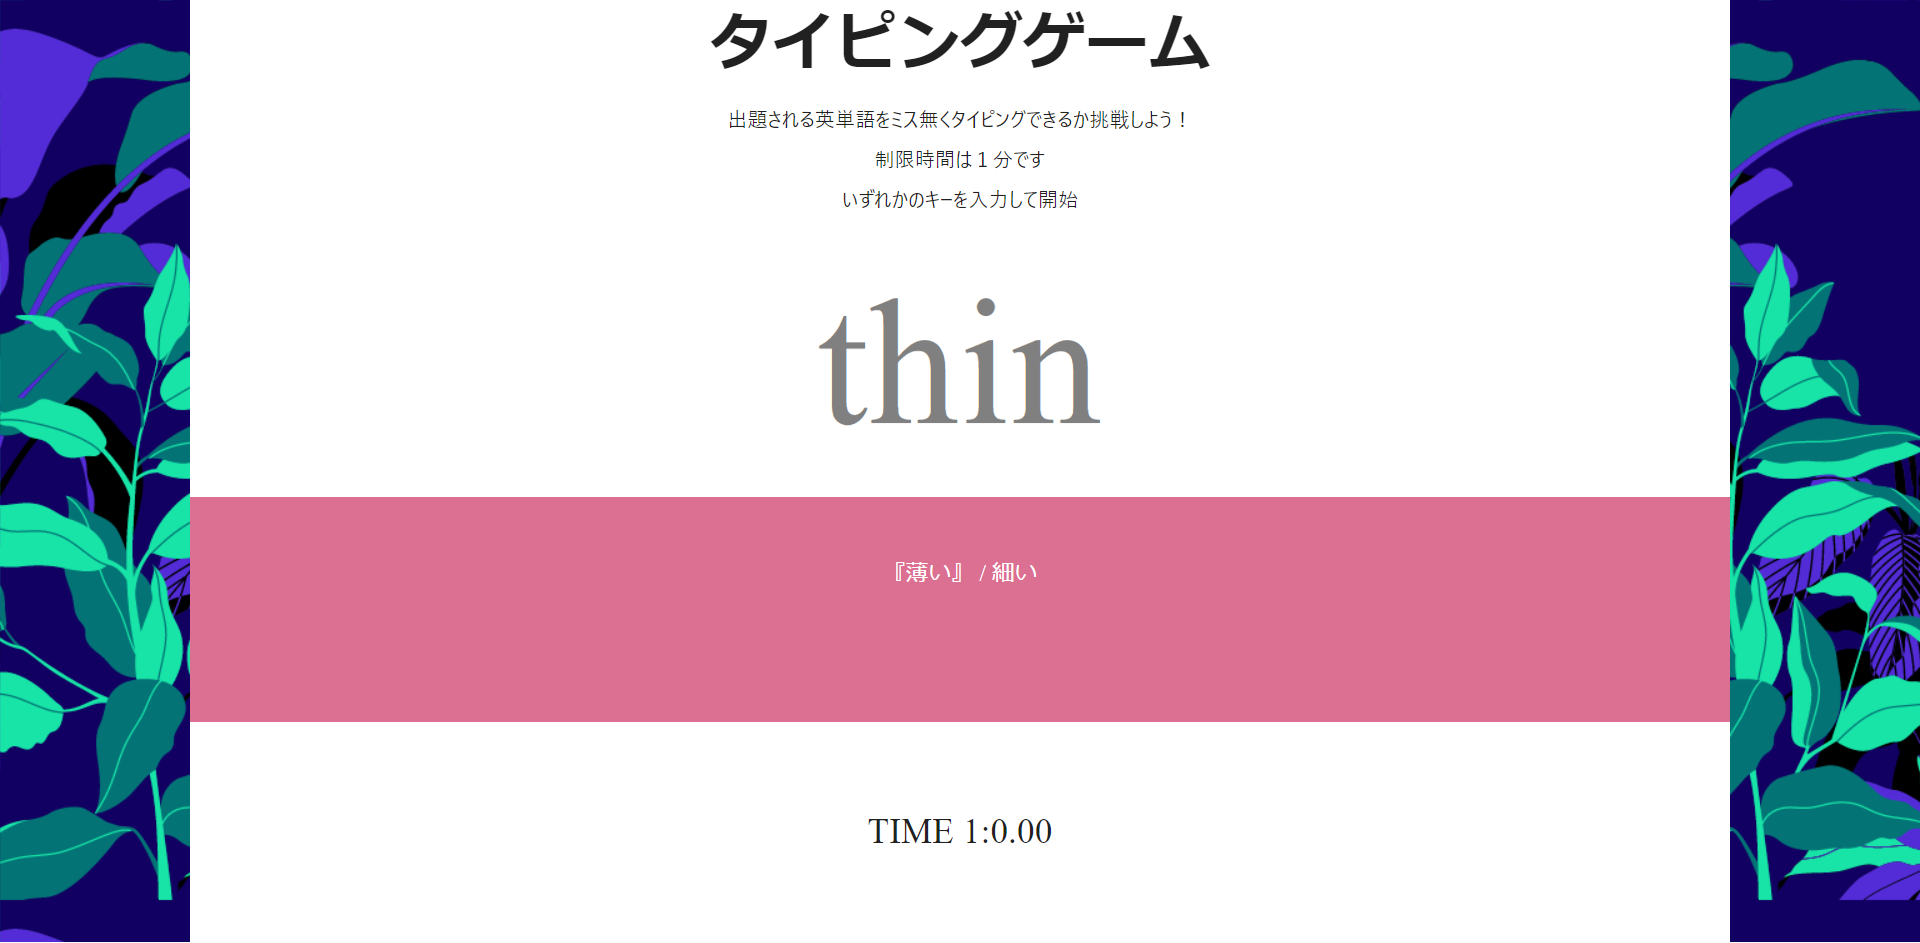 タイピングゲーム
出題される英単語をミス無くタイピングできるか挑戦しよう！
制限時間は１分です
いずれかのキーを入力して開始
thin
『薄い』 / 細い
TIME 1:0.00